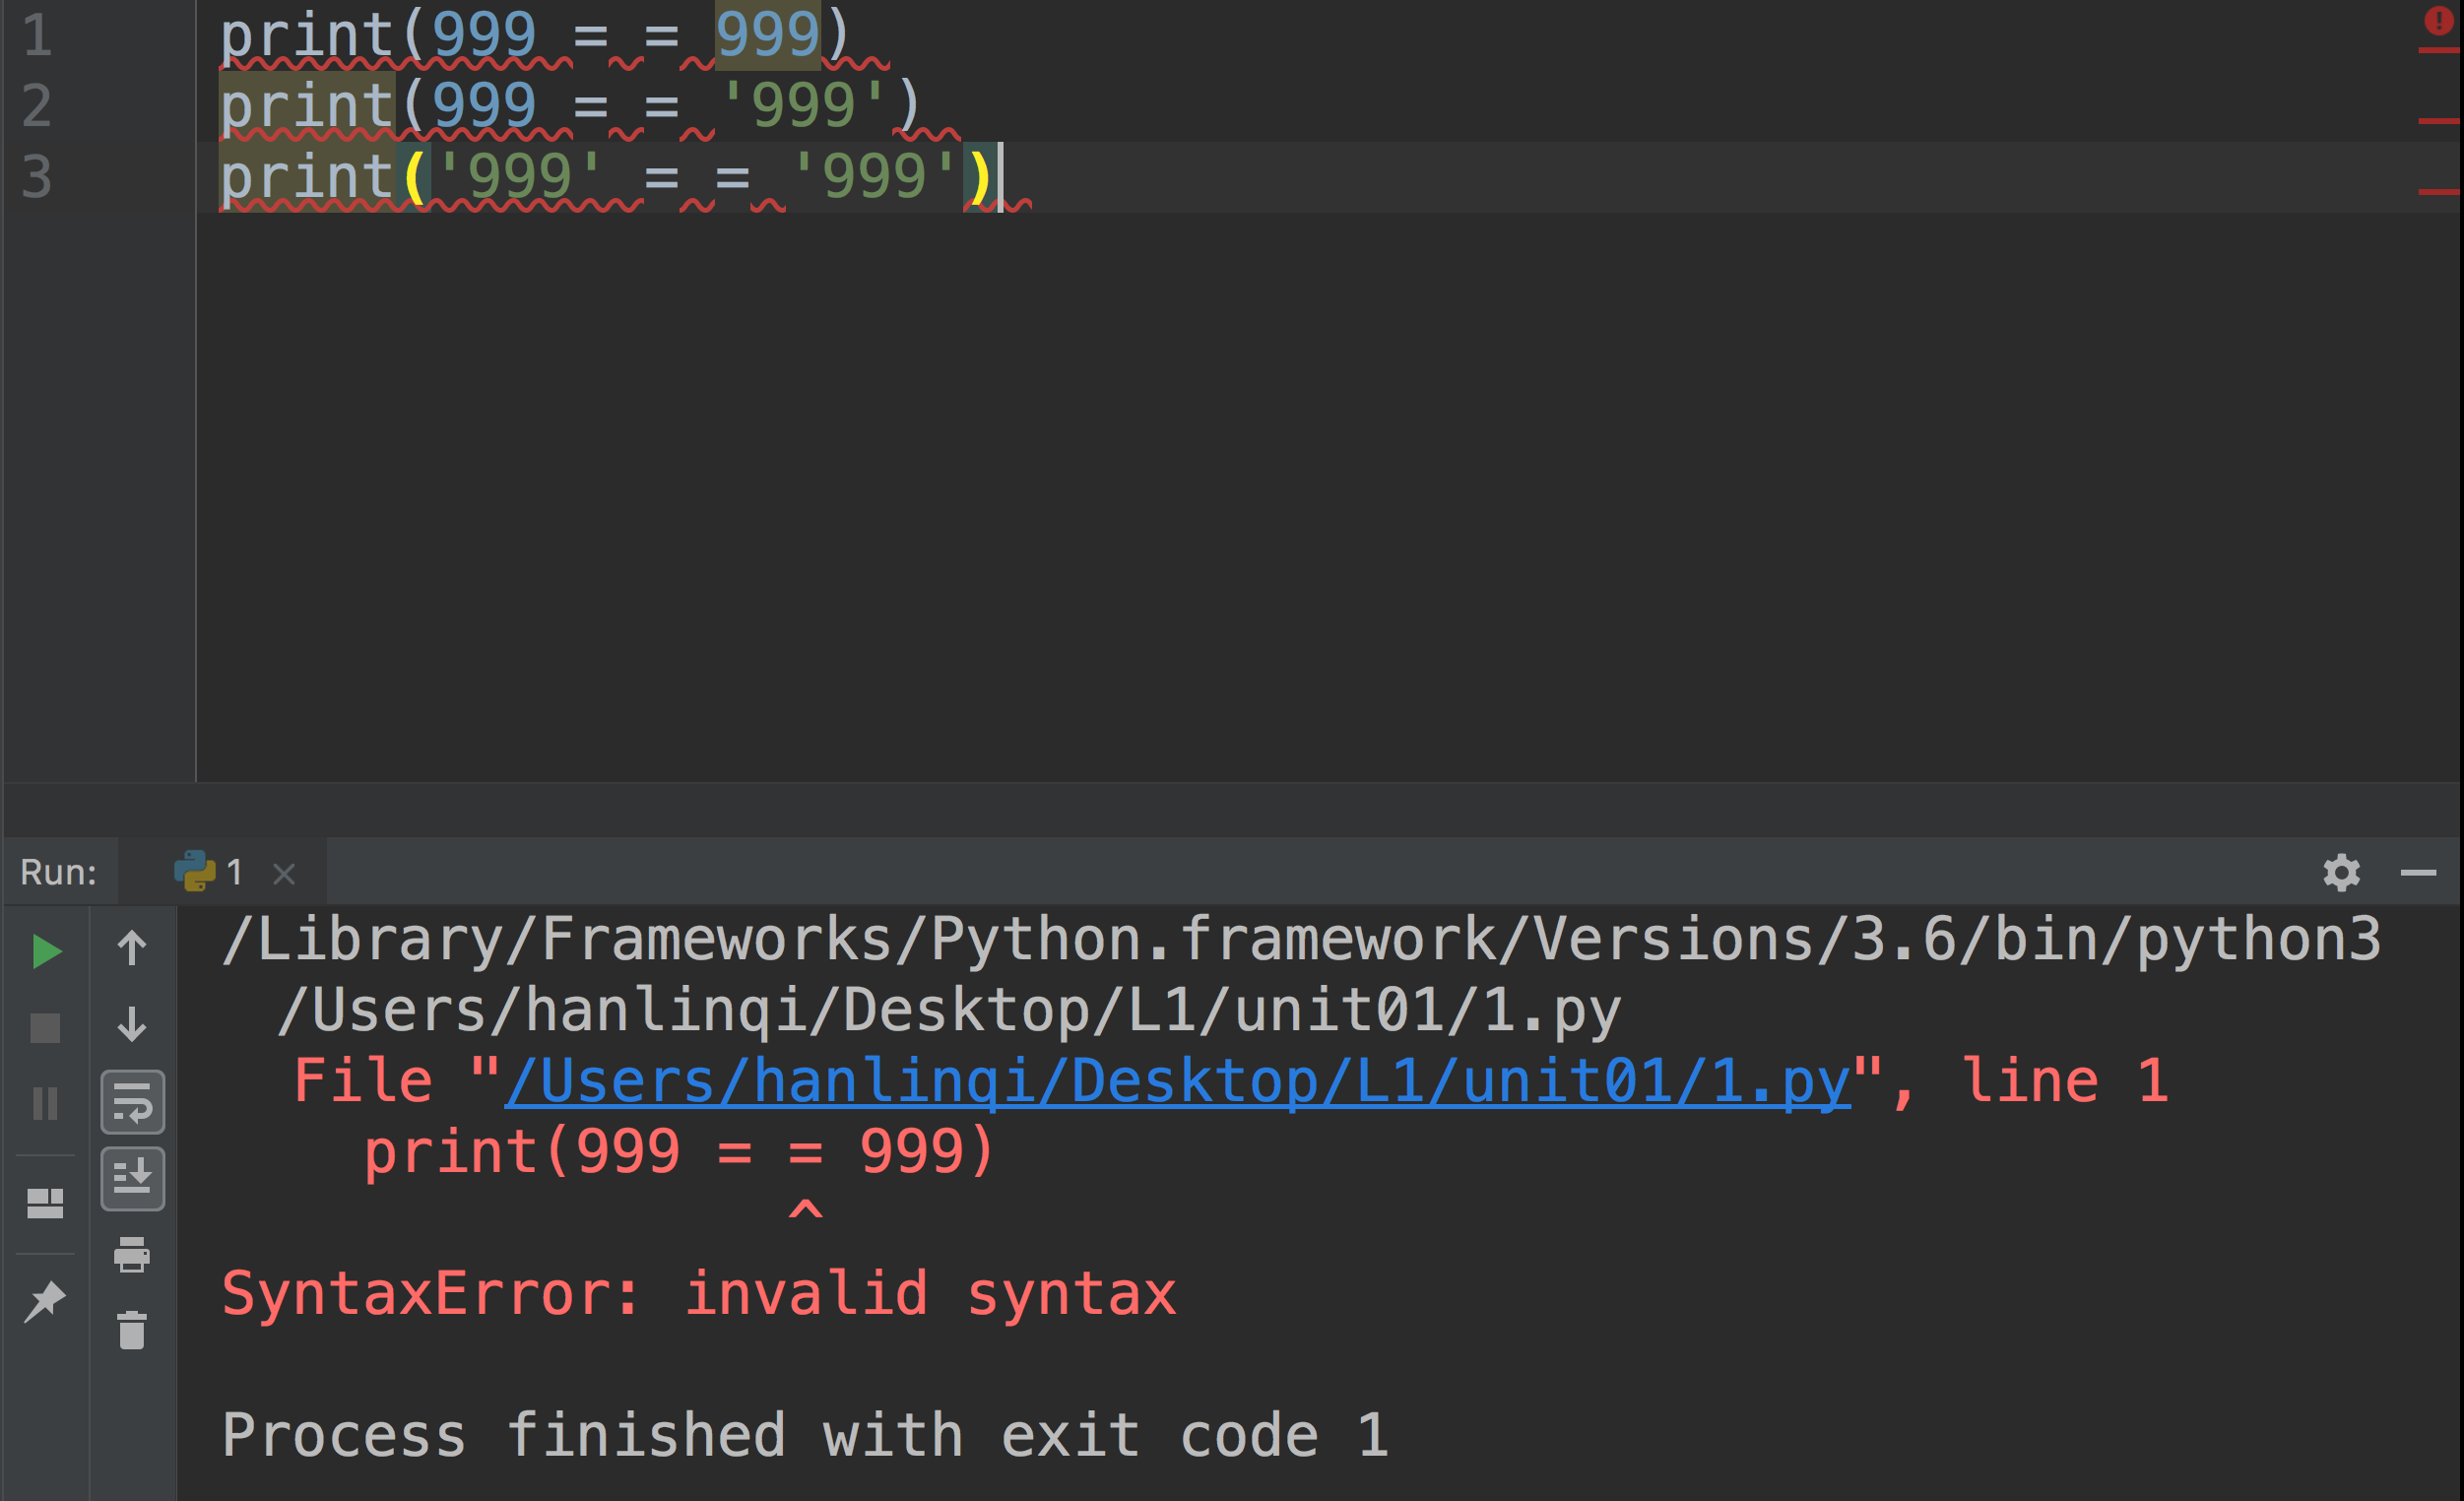 1 print(999 = = 999)
2 print(999 = = '999')
3 print('999' = = '999')
Run: 1
/Library/Frameworks/Python.framework/Versions/3.6/bin/python3
/Users/hanlinqi/Desktop/L1/unit01/1.py
File "/Users/hanlinqi/Desktop/L1/unit01/1.py", line 1
print(999 = = 999)
^
SyntaxError: invalid syntax
Process finished with exit code 1